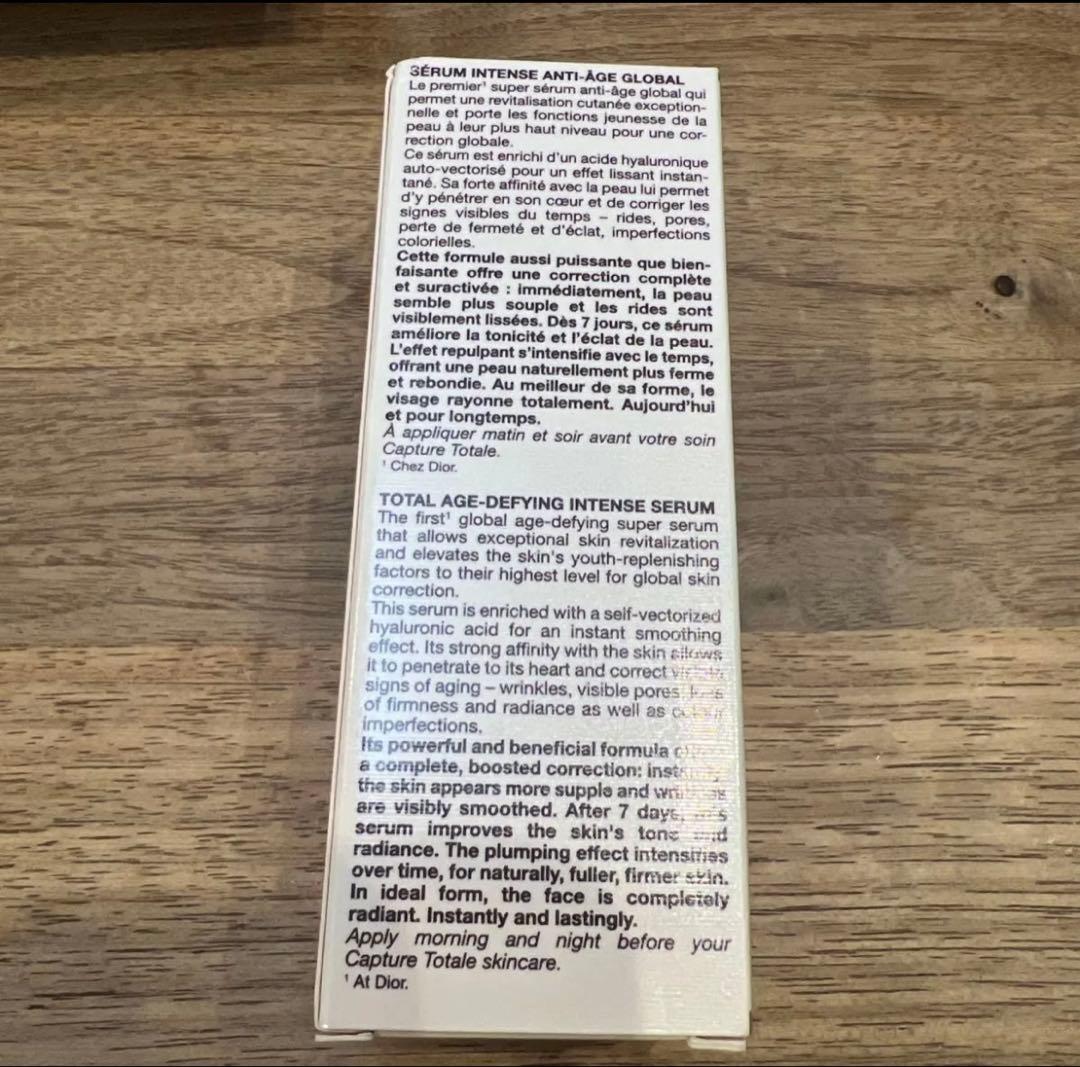 SÉRUM INTENSE ANTI-ÂGE GLOBAL
Le premier¹ super sérum anti-âge global qui
permet une revitalisation cutanée exception-
nelle et porte les fonctions jeunesse de la
peau à leur plus haut niveau pour une cor-
rection globale.
Ce sérum est enrichi d'un acide hyaluronique
auto-vectorisé pour un effet lissant instan-
tané. Sa forte affinité avec la peau lui permet
d'y pénétrer en son cœur et de corriger les
signes visibles du temps – rides, pores,
perte de fermeté et d'éclat, imperfections
colorielles.
Cette formule aussi puissante que bien-
faisante offre une correction complète
et suractivée : immédiatement, la peau
semble plus souple et les rides sont
visiblement lissées. Dès 7 jours, ce sérum
améliore la tonicité et l'éclat de la peau.
L'effet repulpant s'intensifie avec le temps,
offrant une peau naturellement plus ferme
et rebondie. Au meilleur de sa forme, le
visage rayonne totalement. Aujourd'hui
et pour longtemps.
À appliquer matin et soir avant votre soin
Capture Totale.
¹ Chez Dior.
TOTAL AGE-DEFYING INTENSE SERUM
The first¹ global age-defying super serum
that allows exceptional skin revitalization
and elevates the skin's youth-replenishing
factors to their highest level for global skin
correction.
This serum is enriched with a self-vectorized
hyaluronic acid for an instant smoothing
effect. Its strong affinity with the skin allows
it to penetrate to its heart and correct
signs of aging – wrinkles, visible pores,
of firmness and radiance as well as
imperfections.
Its powerful and beneficial formula
a complete, boosted correction:
the skin appears more supple and
are visibly smoothed. After 7 days,
serum improves the skin's tone and
radiance. The plumping effect intensifies
over time, for naturally, fuller, firmer skin.
In ideal form, the face is completely
radiant. Instantly and lastingly.
Apply morning and night before your
Capture Totale skincare.
¹ At Dior.